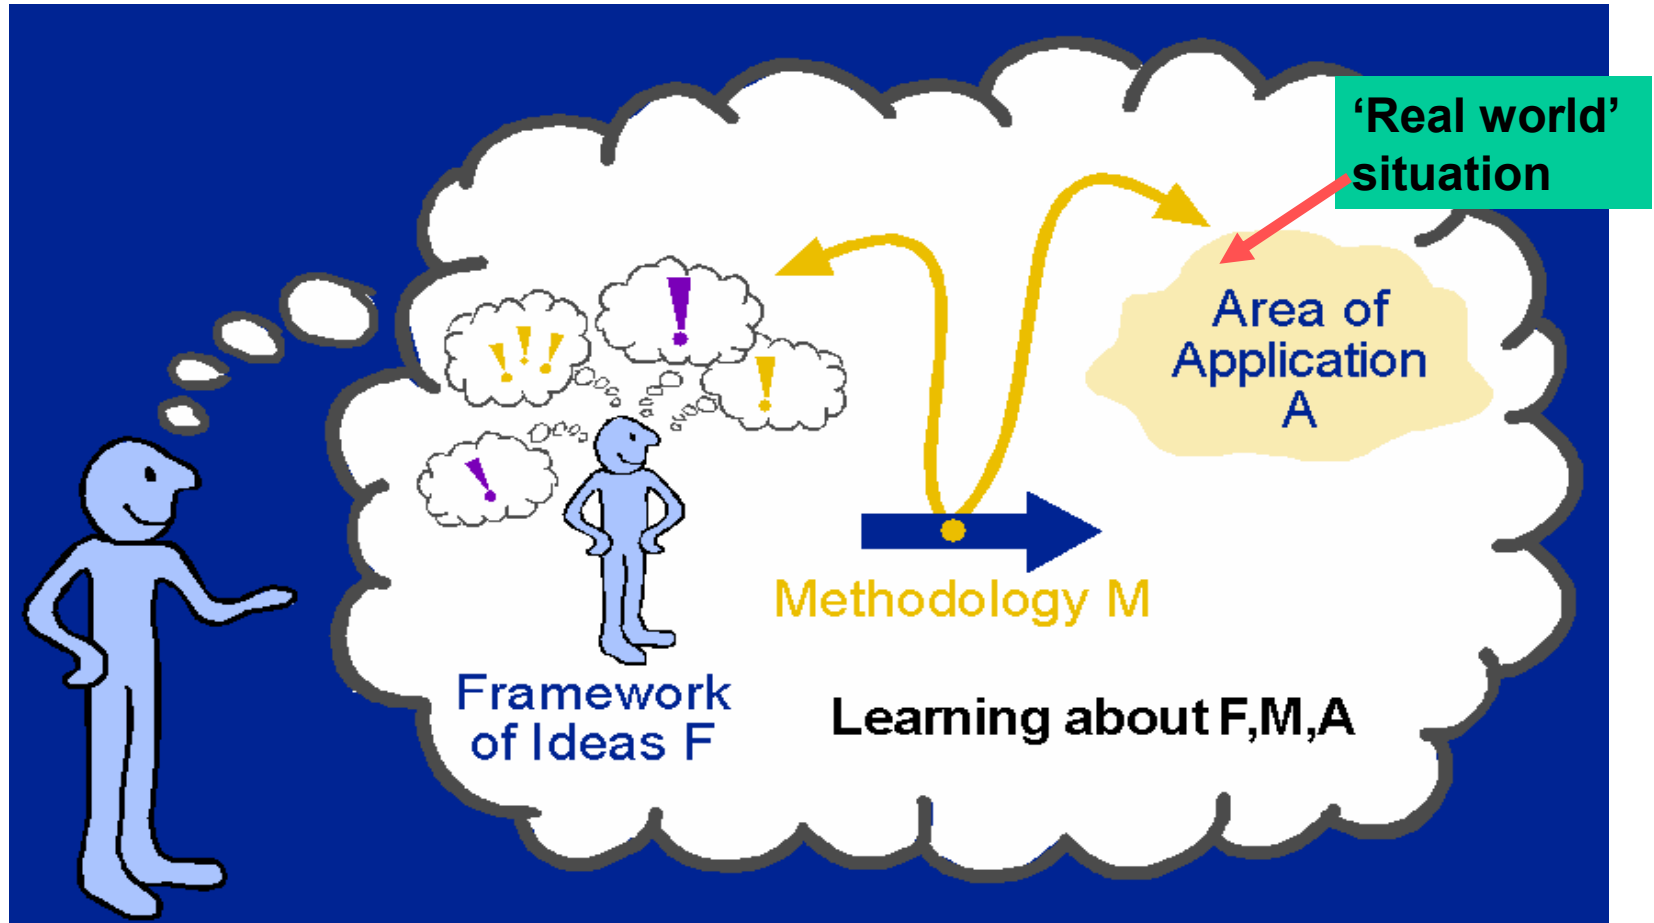 ‘Real world’
situation
Area of
Application
A
Methodology M
Framework
of Ideas F
Learning about F,M,A